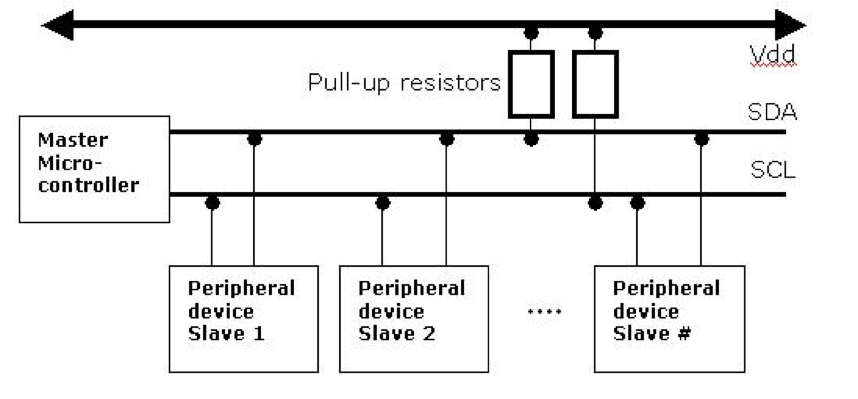 Vdd
Pull-up resistors
SDA
Master
Micro-
controller
SCL
Peripheral
device
Slave 1
Peripheral
device
Slave 2
....
Peripheral
device
Slave #